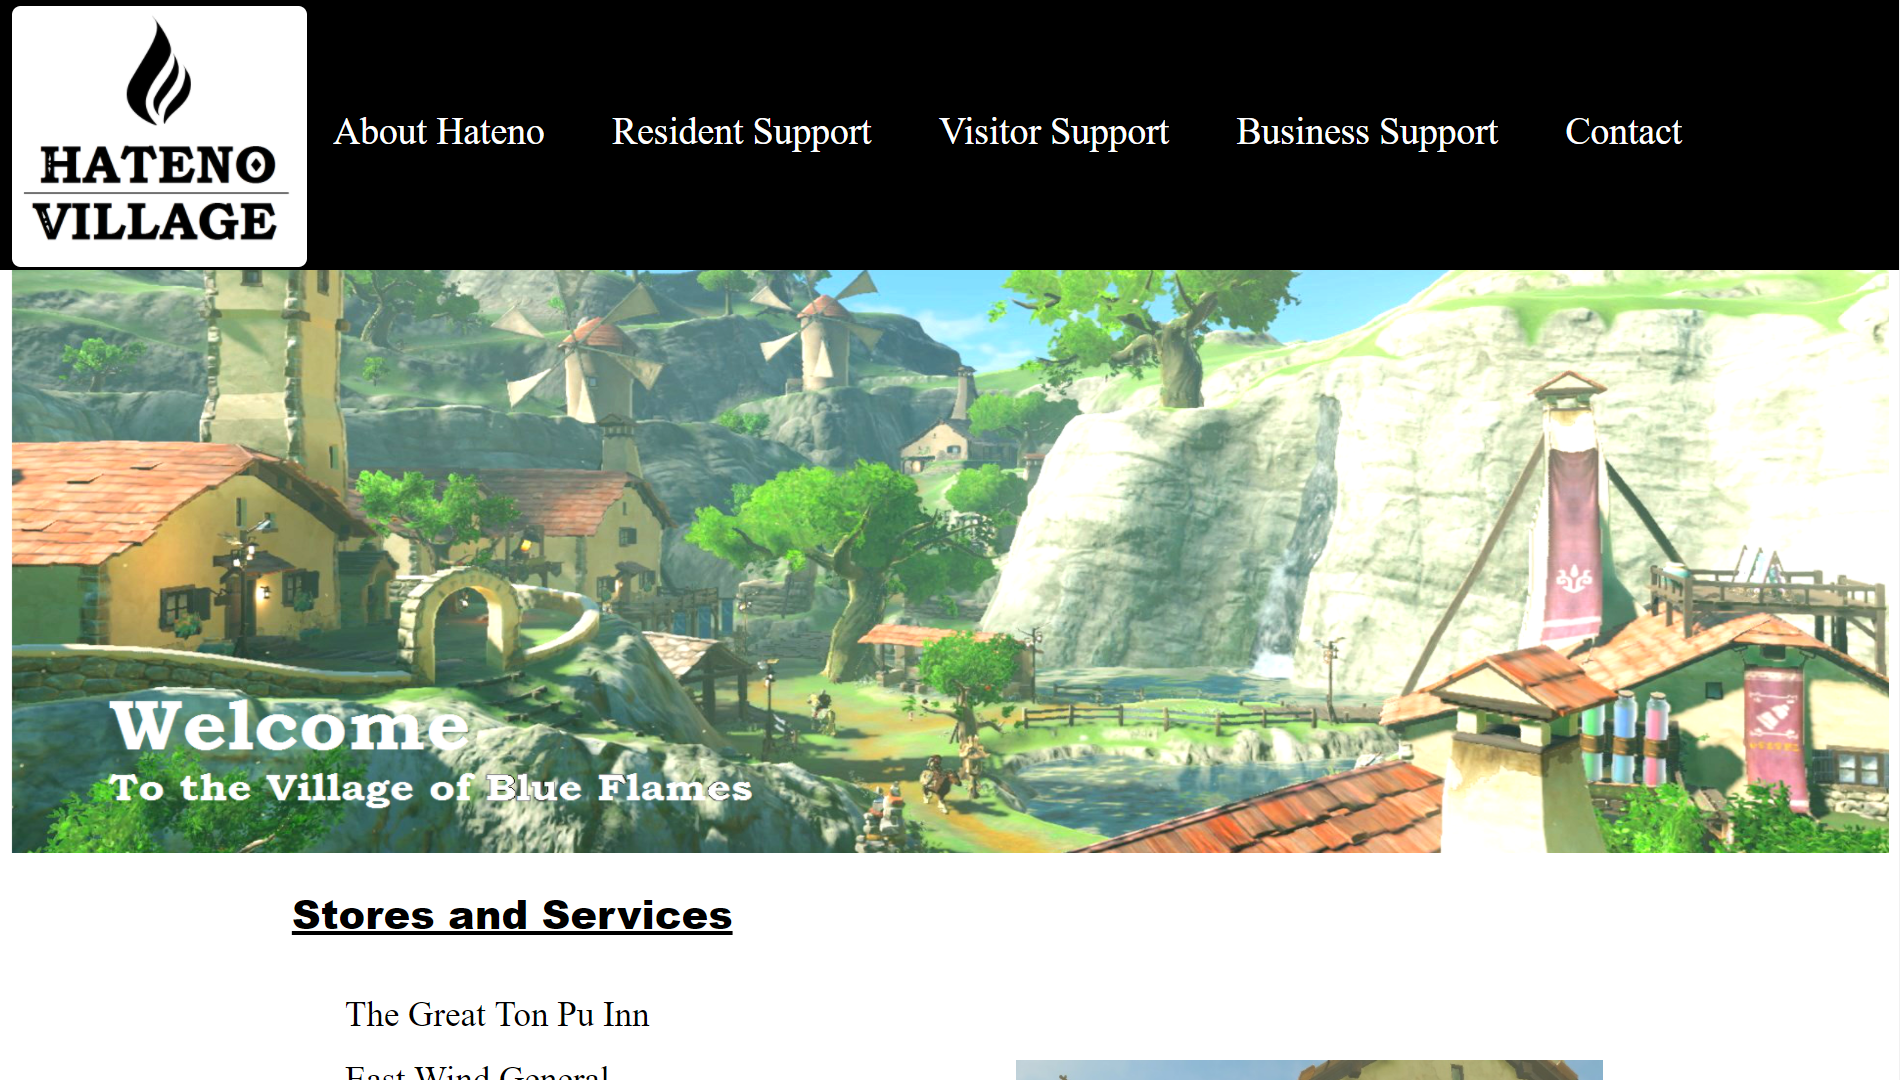 HATENO
VILLAGE
About Hateno
Resident Support
Visitor Support
Business Support
Contact
Welcome
To the Village of Blue Flames
Stores and Services
The Great Ton Pu Inn
East Wind General